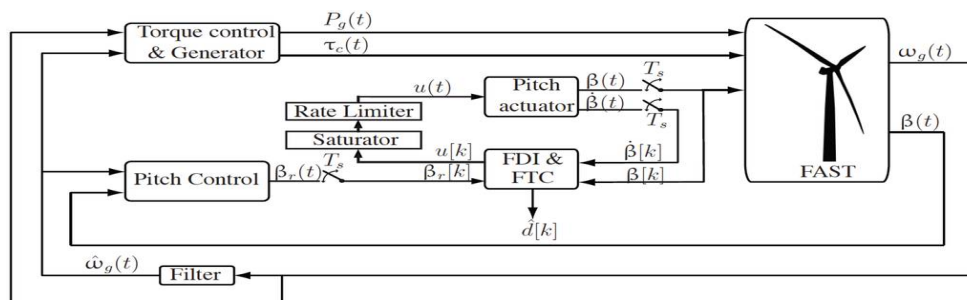 P_g(t)
Torque control
& Generator
τ_c(t)
ω_g(t)
u(t)
Pitch
actuator
β(t)
T_s
β̇(t)
T_s
Rate Limiter
Saturator
β(t)
u[k]
FDI &
FTC
β̇[k]
Pitch Control
β_r(t)
T_s
β_r[k]
β[k]
FAST
d̂[k]
ω̂_g(t)
Filter